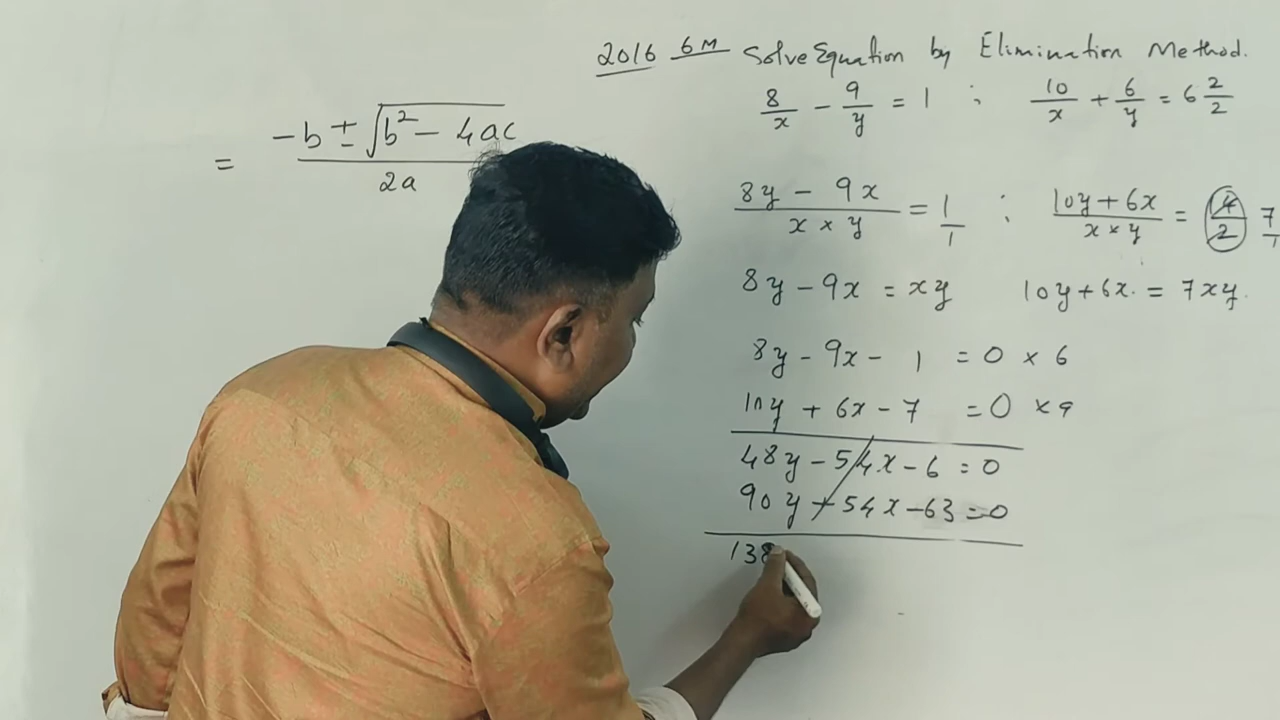 2016 6M Solve Equation by Elimination Method.
8/x - 9/y = 1 ; 10/x + 6/y = 6 2/2
= -b ± √b² - 4ac / 2a
8y - 9x / x × y = 1/1 ; 10y + 6x / x × y = 14/2 7/1
8y - 9x = xy 10y + 6x = 7xy.
8y - 9x - 1 = 0 × 6
10y + 6x - 7 = 0 × 9
48y - 54x - 6 = 0
90y + 54x - 63 = 0
138